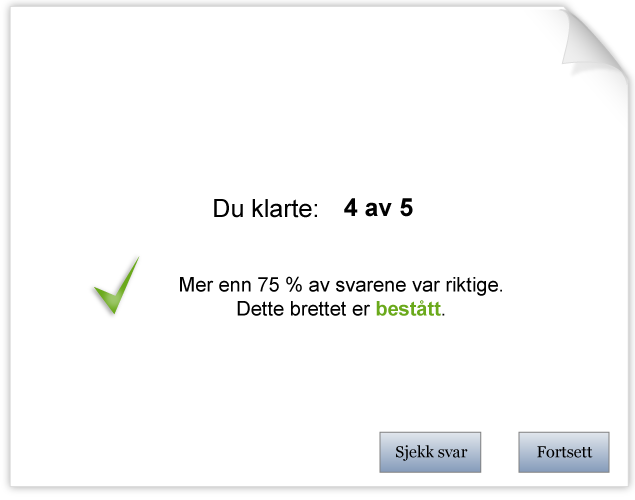 Du klarte: 4 av 5
Mer enn 75 % av svarene var riktige.
Dette brettet er bestått.
Sjekk svar Fortsett